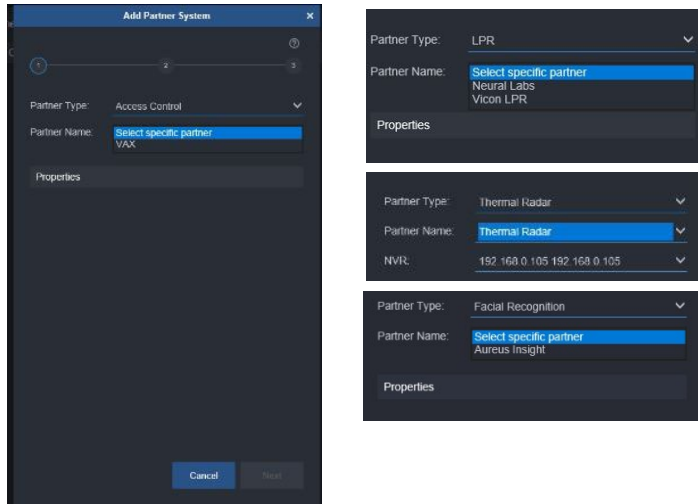 Add Partner System ×
?
1 2 3
Partner Type: Access Control
Partner Name: Select specific partner
VAX
Properties
Cancel Next
Partner Type: LPR
Partner Name: Select specific partner
Neural Labs
Vicon LPR
Properties
Partner Type: Thermal Radar
Partner Name: Thermal Radar
NVR: 192.168.0.105 192.168.0.105
Partner Type: Facial Recognition
Partner Name: Select specific partner
Aureus Insight
Properties